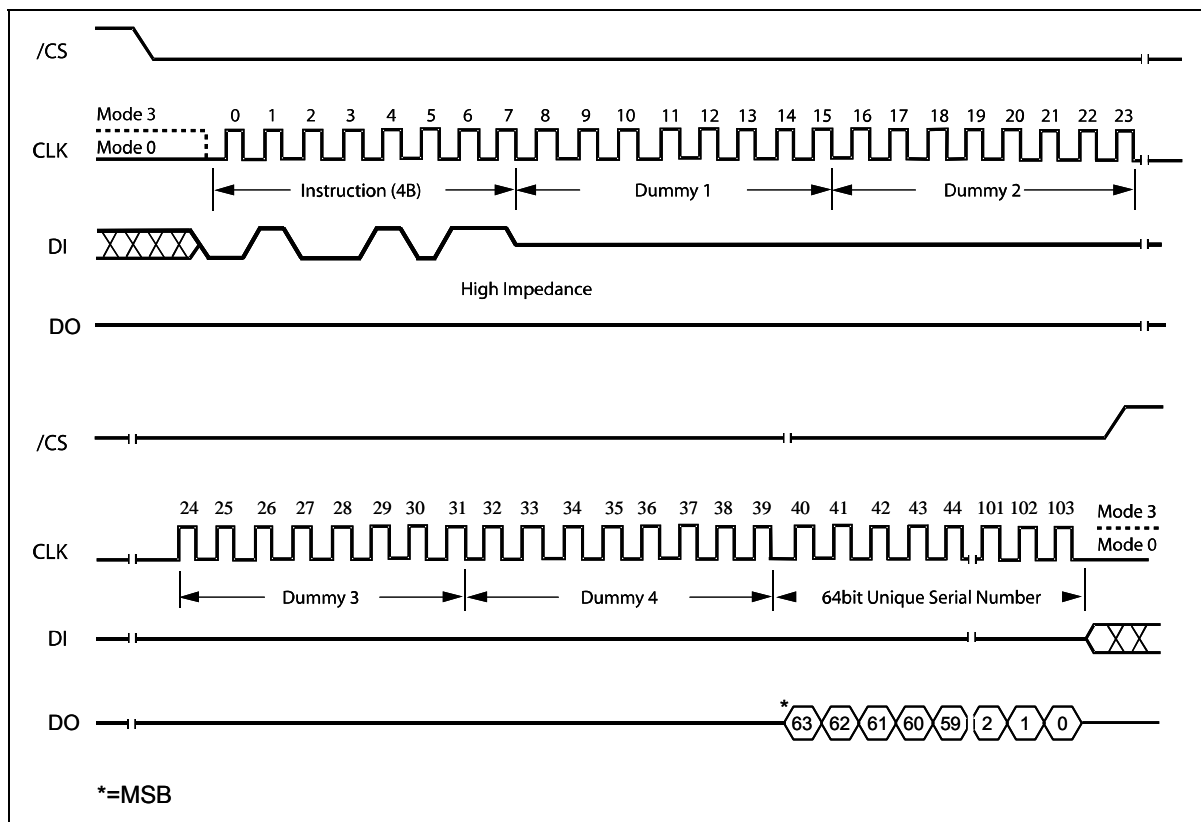 /CS
Mode 3
0 1 2 3 4 5 6 7 8 9 10 11 12 13 14 15 16 17 18 19 20 21 22 23
CLK
Mode 0
Instruction (4B)
Dummy 1
Dummy 2
DI
High Impedance
DO
/CS
24 25 26 27 28 29 30 31 32 33 34 35 36 37 38 39 40 41 42 43 44 101 102 103
Mode 3
CLK
Mode 0
Dummy 3
Dummy 4
64bit Unique Serial Number
DI
DO
* 63 62 61 60 59 2 1 0
*=MSB